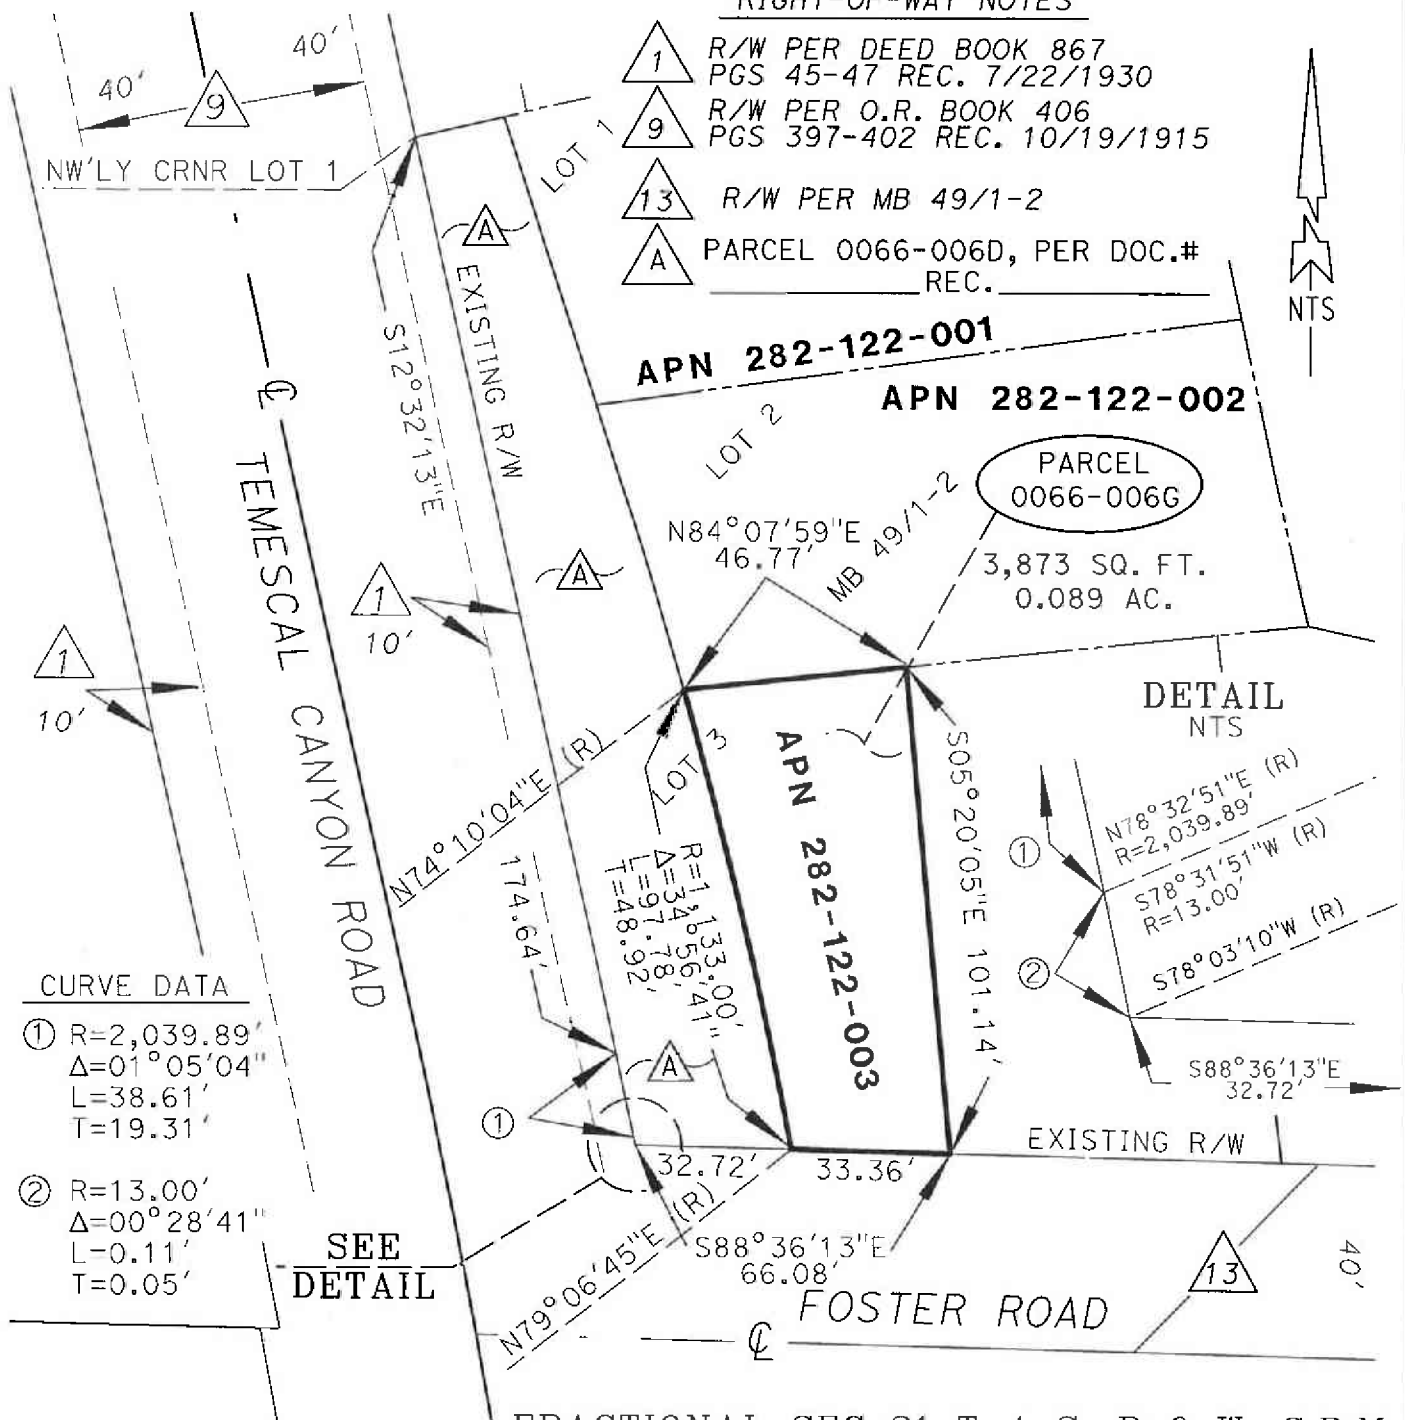 RIGHT-OF-WAY NOTES
1 R/W PER DEED BOOK 867
PGS 45-47 REC. 7/22/1930
9 R/W PER O.R. BOOK 406
PGS 397-402 REC. 10/19/1915
13 R/W PER MB 49/1-2
A PARCEL 0066-006D, PER DOC.#
REC.
NTS
40'
40'
9
NW'LY CRNR LOT 1
LOT 1
A
EXISTING R/W
S12°32'13"E
APN 282-122-001
APN 282-122-002
LOT 2
MB 49/1-2
PARCEL
0066-006G
3,873 SQ. FT.
0.089 AC.
N84°07'59"E
46.77'
A
1
10'
1
10'
℄
TEMESCAL CANYON ROAD
N74°10'04"E (R)
LOT 3
APN 282-122-003
S05°20'05"E 101.14'
174.64'
R=1,133.00'
Δ=34°56'41"
L=97.78'
T=48.92'
A
1
DETAIL
NTS
N78°32'51"E (R)
R=2,039.89'
S78°31'51"W (R)
R=13.00'
S78°03'10"W (R)
1
2
S88°36'13"E
32.72'
CURVE DATA
1 R=2,039.89'
Δ=01°05'04"
L=38.61'
T=19.31'
2 R=13.00'
Δ=00°28'41"
L=0.11'
T=0.05'
SEE
DETAIL
32.72'
33.36'
EXISTING R/W
N79°06'45"E (R)
S88°36'13"E
66.08'
13
40'
FOSTER ROAD
℄